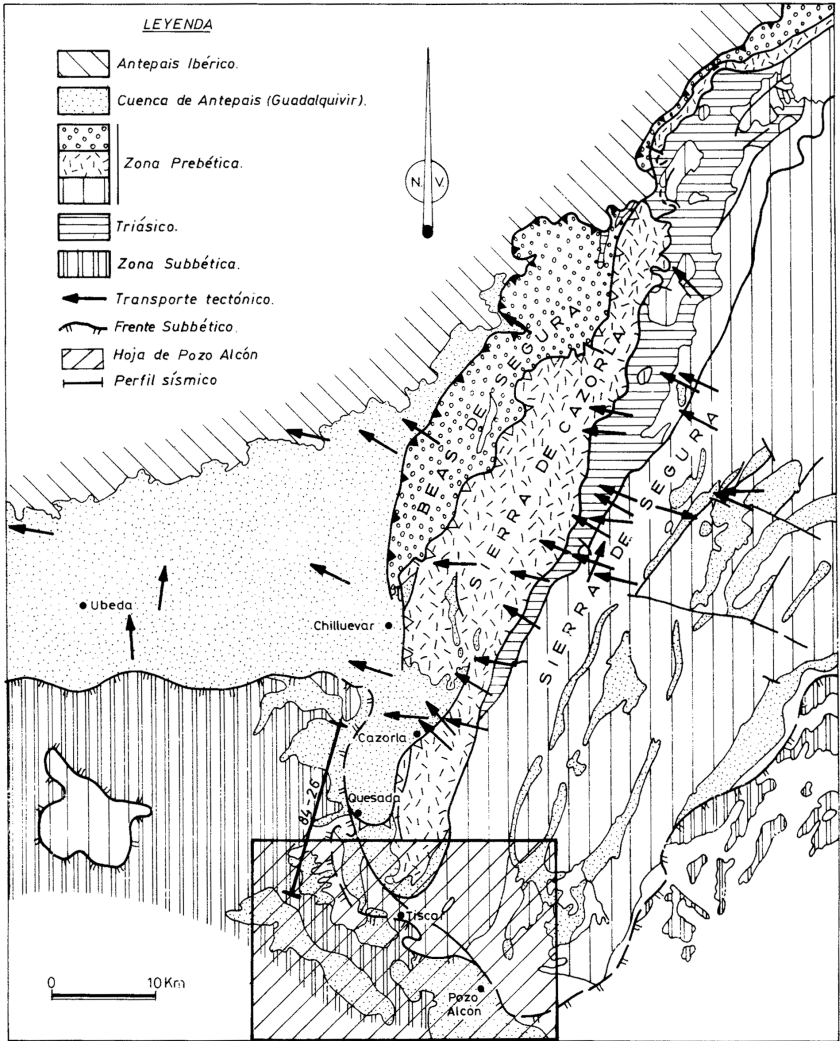 LEYENDA
Antepais Ibérico.
Cuenca de Antepais (Guadalquivir).
Zona Prebética.
Triásico.
Zona Subbética.
Transporte tectónico.
Frente Subbético.
Hoja de Pozo Alcón
Perfil sísmico
N. V.
BEAS DE SEGURA
SIERRA DE CAZORLA
SIERRA DE SEGURA
Ubeda
Chilluevar
Cazorla
84-26
Quesada
Tiscar
Pozo
Alcón
0 10 Km